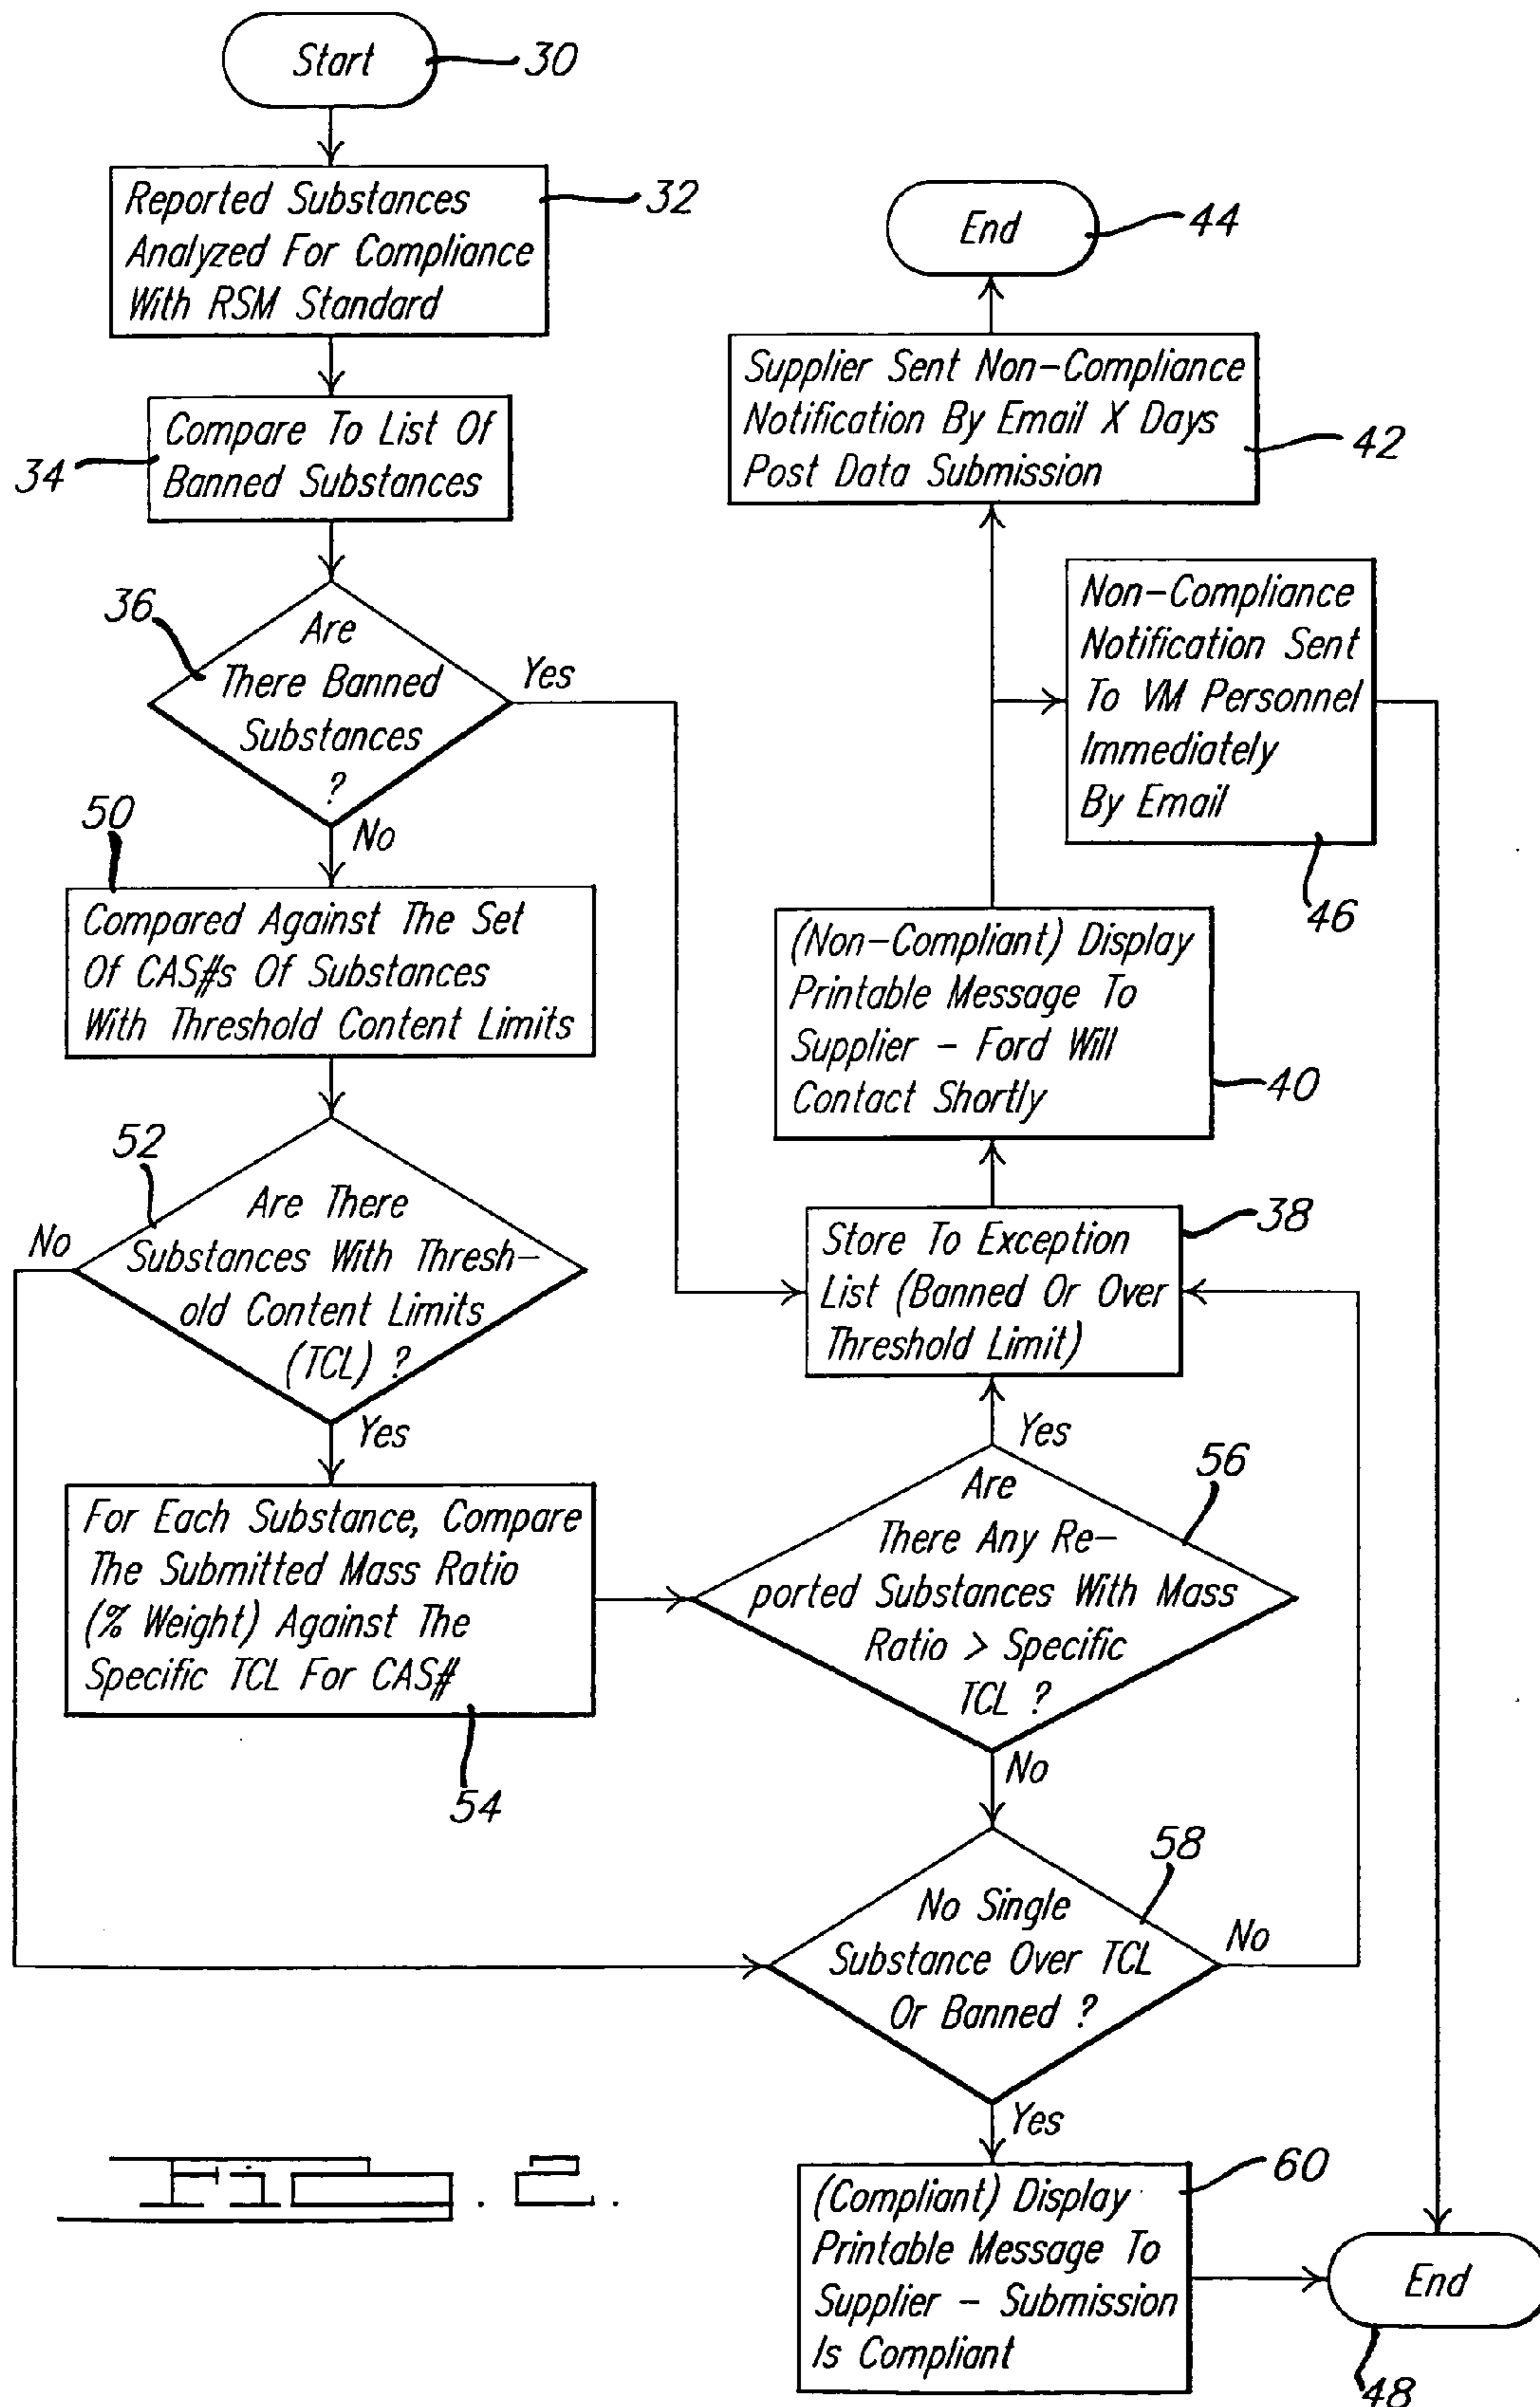 Start
30
Reported Substances
Analyzed For Compliance
With RSM Standard
32
Compare To List Of
Banned Substances
34
36
Are
There Banned
Substances
?
Yes
No
50
Compared Against The Set
Of CAS#s Of Substances
With Threshold Content Limits
52
Are There
Substances With Thresh-
old Content Limits
(TCL) ?
No
Yes
For Each Substance, Compare
The Submitted Mass Ratio
(% Weight) Against The
Specific TCL For CAS#
54
End
44
Supplier Sent Non-Compliance
Notification By Email X Days
Post Data Submission
42
Non-Compliance
Notification Sent
To VM Personnel
Immediately
By Email
46
(Non-Compliant) Display
Printable Message To
Supplier - Ford Will
Contact Shortly
40
Store To Exception
List (Banned Or Over
Threshold Limit)
38
Yes
Are
There Any Re-
ported Substances With Mass
Ratio > Specific
TCL ?
56
No
58
No Single
Substance Over TCL
Or Banned ?
No
Yes
(Compliant) Display
Printable Message To
Supplier - Submission
Is Compliant
60
End
48
Fig. 2.